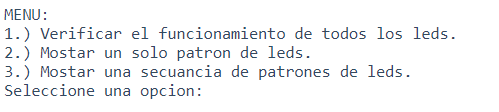 MENU:
1.) Verificar el funcionamiento de todos los leds.
2.) Mostar un solo patron de leds.
3.) Mostar una secuancia de patrones de leds.
Seleccione una opcion: